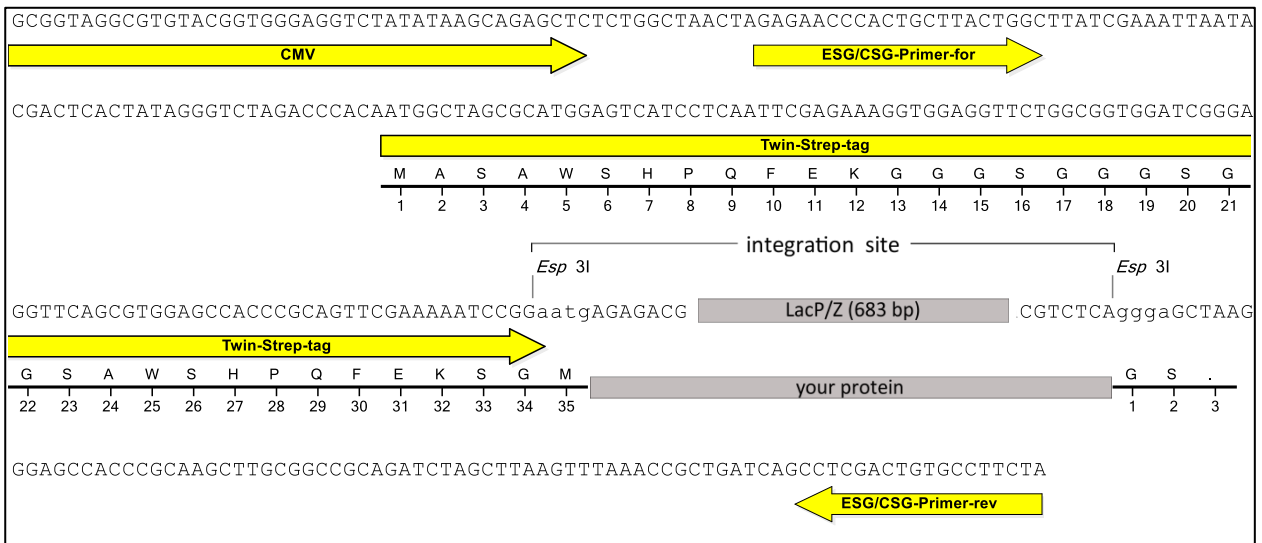 GCGGTAGGCGTGTACGGTGGGAGGTCTATATAAGCAGAGCTCTCTGGCTAACTAGAGAACCCACTGCTTACTGGCTTATCGAAATTAATA
CMV ESG/CSG-Primer-for
CGACTCACTATAGGGTCTAGACCCACAATGGCTAGCGCATGGAGTCATCCTCAATTCGAGAAAGGTGGAGGTTCTGGCGGTGGATCGGGA
Twin-Strep-tag
M A S A W S H P Q F E K G G G S G G G S G
1 2 3 4 5 6 7 8 9 10 11 12 13 14 15 16 17 18 19 20 21
integration site
Esp 3I Esp 3I
GGTTCAGCGTGGAGCCACCCGCAGTTCGAAAAATCCGGaatgAGAGACG LacP/Z (683 bp) CGTCTCAgggaGCTAAG
Twin-Strep-tag
G S A W S H P Q F E K S G M your protein G S .
22 23 24 25 26 27 28 29 30 31 32 33 34 35 1 2 3
GGAGCCACCCGCAAGCTTGCGGCCGCAGATCTAGCTTAAGTTTAAACCGCTGATCAGCCTCGACTGTGCCTTCTA
ESG/CSG-Primer-rev